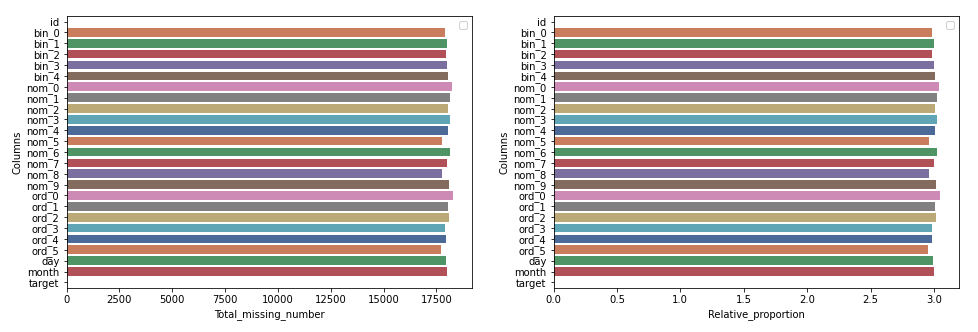 Columns
id
bin_0
bin_1
bin_2
bin_3
bin_4
nom_0
nom_1
nom_2
nom_3
nom_4
nom_5
nom_6
nom_7
nom_8
nom_9
ord_0
ord_1
ord_2
ord_3
ord_4
ord_5
day
month
target
0 2500 5000 7500 10000 12500 15000 17500
Total_missing_number
Columns
id
bin_0
bin_1
bin_2
bin_3
bin_4
nom_0
nom_1
nom_2
nom_3
nom_4
nom_5
nom_6
nom_7
nom_8
nom_9
ord_0
ord_1
ord_2
ord_3
ord_4
ord_5
day
month
target
0.0 0.5 1.0 1.5 2.0 2.5 3.0
Relative_proportion